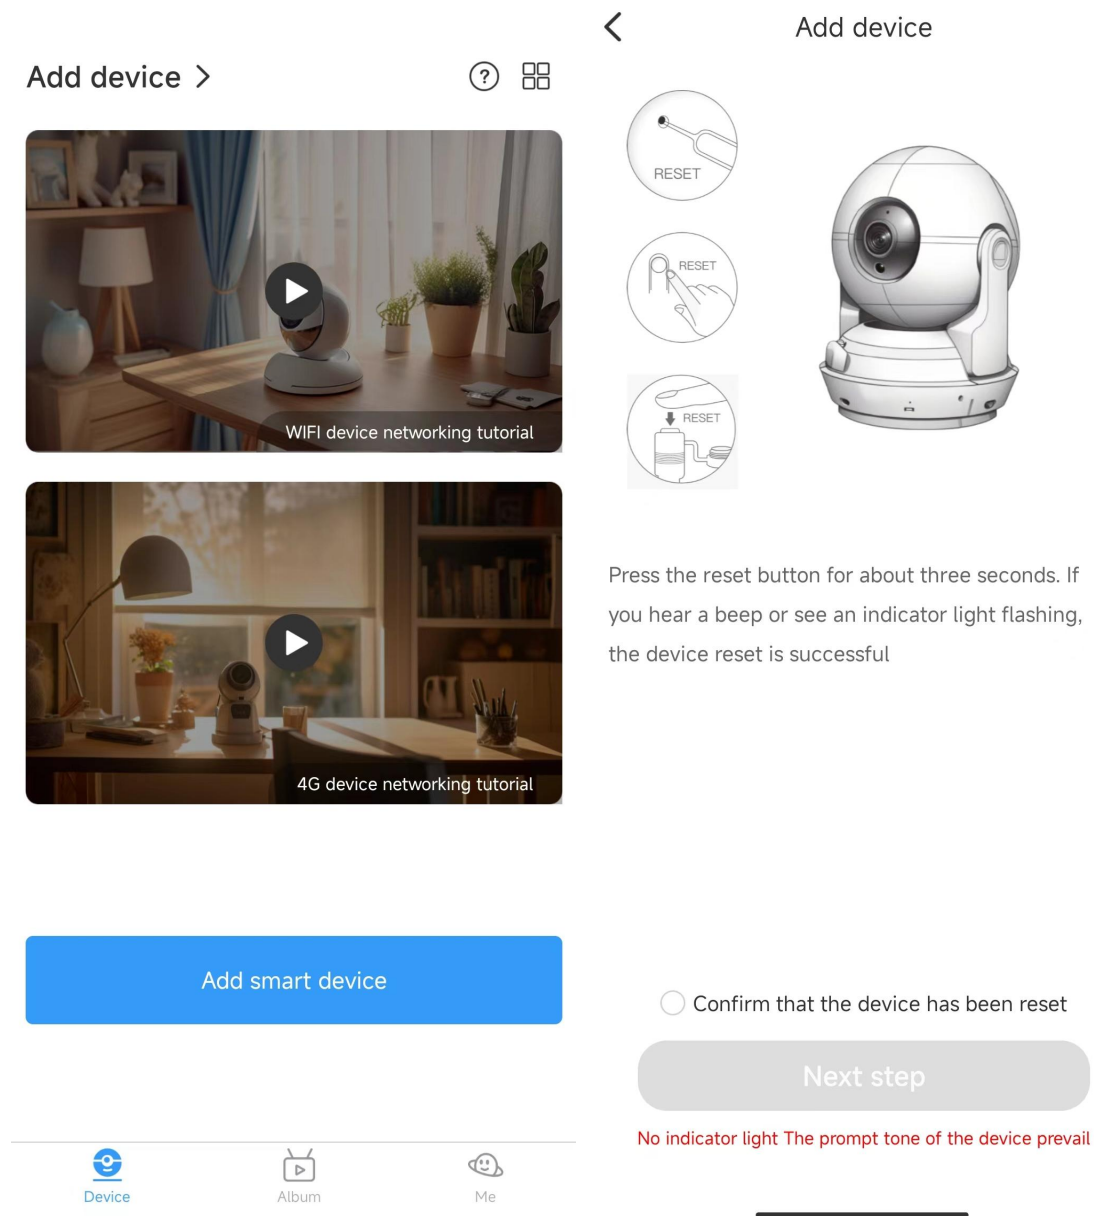 Add device
WIFI device networking tutorial
4G device networking tutorial
Add smart device
Device
Album
Me
Add device
RESET
RESET
RESET
Press the reset button for about three seconds. If
you hear a beep or see an indicator light flashing,
the device reset is successful
Confirm that the device has been reset
Next step
No indicator light The prompt tone of the device prevail